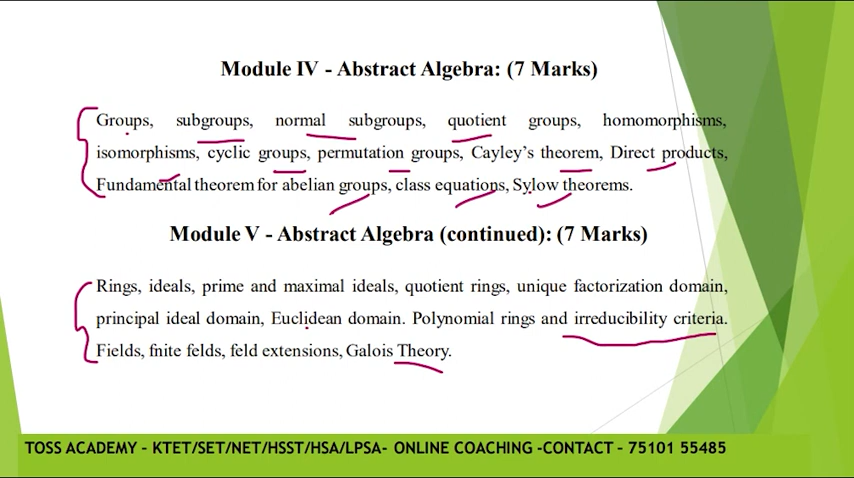 Module IV - Abstract Algebra: (7 Marks)
Groups, subgroups, normal subgroups, quotient groups, homomorphisms,
isomorphisms, cyclic groups, permutation groups, Cayley's theorem, Direct products,
Fundamental theorem for abelian groups, class equations, Sylow theorems.
Module V - Abstract Algebra (continued): (7 Marks)
Rings, ideals, prime and maximal ideals, quotient rings, unique factorization domain,
principal ideal domain, Euclidean domain. Polynomial rings and irreducibility criteria.
Fields, fnite felds, feld extensions, Galois Theory.
TOSS ACADEMY - KTET/SET/NET/HSST/HSA/LPSA- ONLINE COACHING -CONTACT - 75101 55485